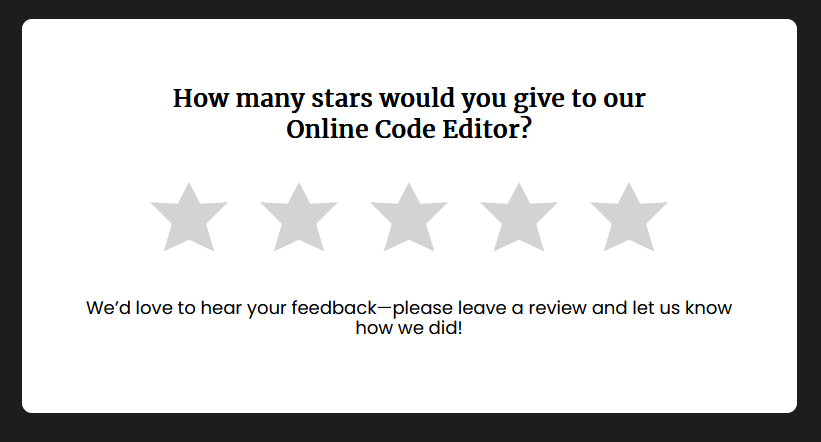 How many stars would you give to our
Online Code Editor?
We’d love to hear your feedback—please leave a review and let us know
how we did!